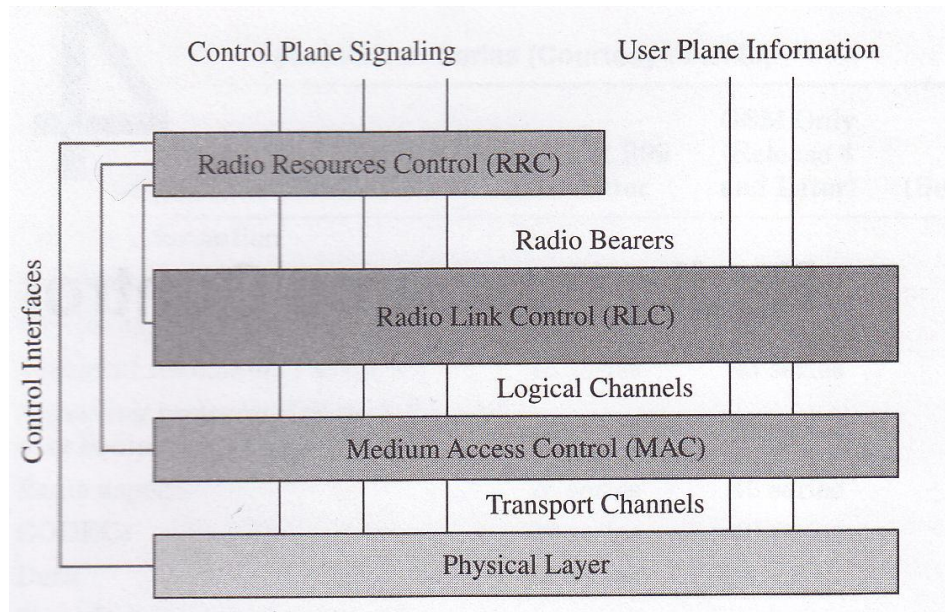 Control Plane Signaling
User Plane Information
Radio Resources Control (RRC)
Radio Bearers
Radio Link Control (RLC)
Control Interfaces
Logical Channels
Medium Access Control (MAC)
Transport Channels
Physical Layer